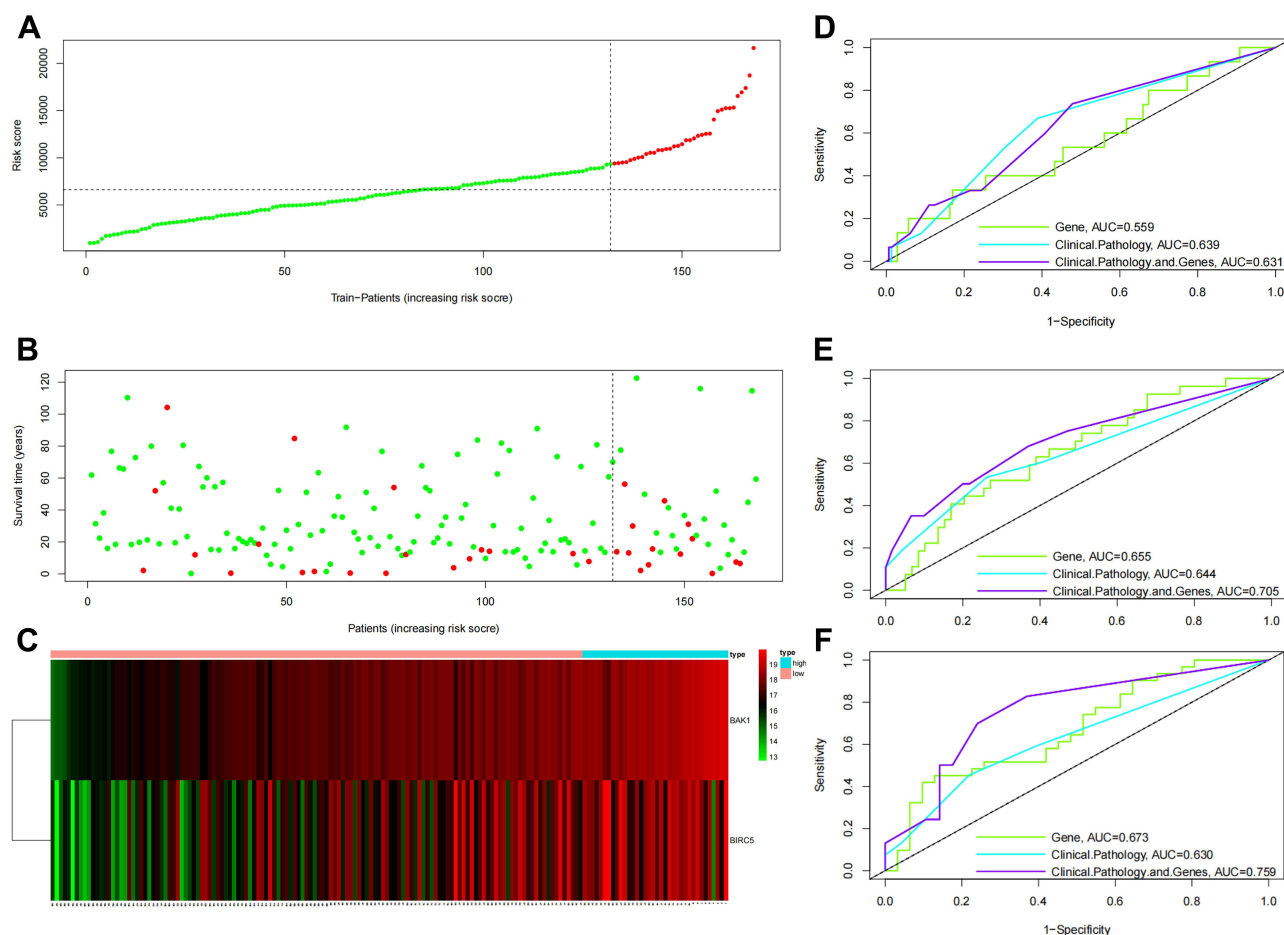 A
Risk score
5000
10000
15000
20000
0
50
100
150
Train−Patients (increasing risk socre)
B
Survival time (years)
0
20
40
60
80
100
120
0
50
100
150
Patients (increasing risk socre)
C
type
BAK1
BIRC5
19
18
17
16
15
14
13
type
high
low
D
Sensitivity
0.0
0.2
0.4
0.6
0.8
1.0
Gene, AUC=0.559
Clinical.Pathology, AUC=0.639
Clinical.Pathology.and.Genes, AUC=0.631
0.0
0.2
0.4
0.6
0.8
1.0
1−Specificity
E
Sensitivity
0.0
0.2
0.4
0.6
0.8
1.0
Gene, AUC=0.655
Clinical.Pathology, AUC=0.644
Clinical.Pathology.and.Genes, AUC=0.705
0.0
0.2
0.4
0.6
0.8
1.0
F
Sensitivity
0.0
0.2
0.4
0.6
0.8
1.0
Gene, AUC=0.673
Clinical.Pathology, AUC=0.630
Clinical.Pathology.and.Genes, AUC=0.759
0.0
0.2
0.4
0.6
0.8
1.0
1−Specificity